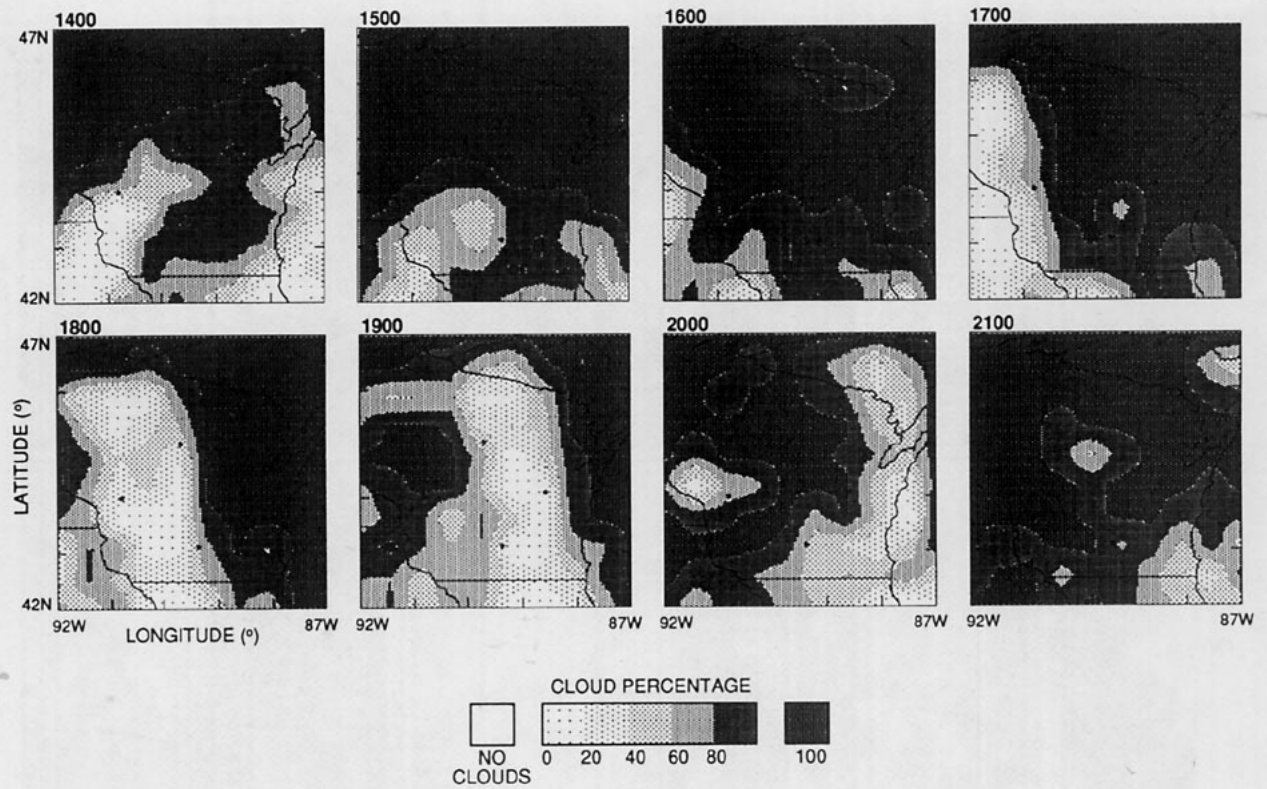 1400 1500 1600 1700
47N
42N
1800 1900 2000 2100
47N
LATITUDE (º)
42N
92W 87W 92W 87W 92W 87W 92W 87W
LONGITUDE (º)
CLOUD PERCENTAGE
NO CLOUDS
0 20 40 60 80 100